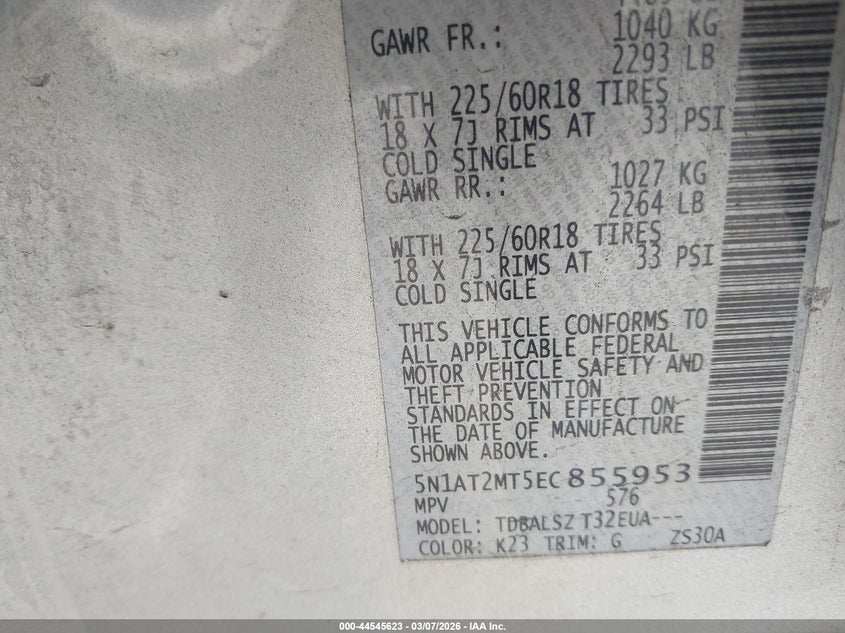 GAWR FR.: 1040 KG
2293 LB
WITH 225/60R18 TIRES
18 X 7J RIMS AT 33 PSI
COLD SINGLE
GAWR RR.: 1027 KG
2264 LB
WITH 225/60R18 TIRES
18 X 7J RIMS AT 33 PSI
COLD SINGLE
THIS VEHICLE CONFORMS TO
ALL APPLICABLE FEDERAL
MOTOR VEHICLE SAFETY AND
THEFT PREVENTION
STANDARDS IN EFFECT ON
THE DATE OF MANUFACTURE
SHOWN ABOVE.
5N1AT2MT5EC855953
MPV 576
MODEL: TDBALSZ T32EUA---
COLOR: K23 TRIM: G ZS30A
000-44545623 - 03/07/2026 - IAA Inc.